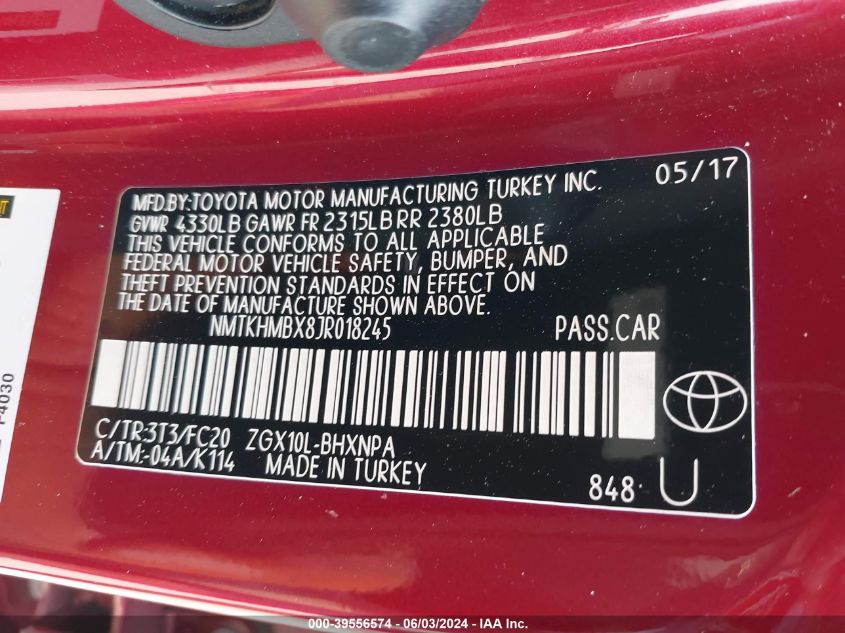 MFD.BY:TOYOTA MOTOR MANUFACTURING TURKEY INC. 05/17
GVWR 4330LB GAWR FR 2315LB RR 2380LB
THIS VEHICLE CONFORMS TO ALL APPLICABLE
FEDERAL MOTOR VEHICLE SAFETY, BUMPER, AND
THEFT PREVENTION STANDARDS IN EFFECT ON
THE DATE OF MANUFACTURE SHOWN ABOVE.
NMTKHMBX8JR018245 PASS.CAR
C/TR:3T3/FC20 ZGX10L-BHXNPA
A/TM:-04A/K114 MADE IN TURKEY
848 U
P4030
000-39556574 - 06/03/2024 - IAA Inc.